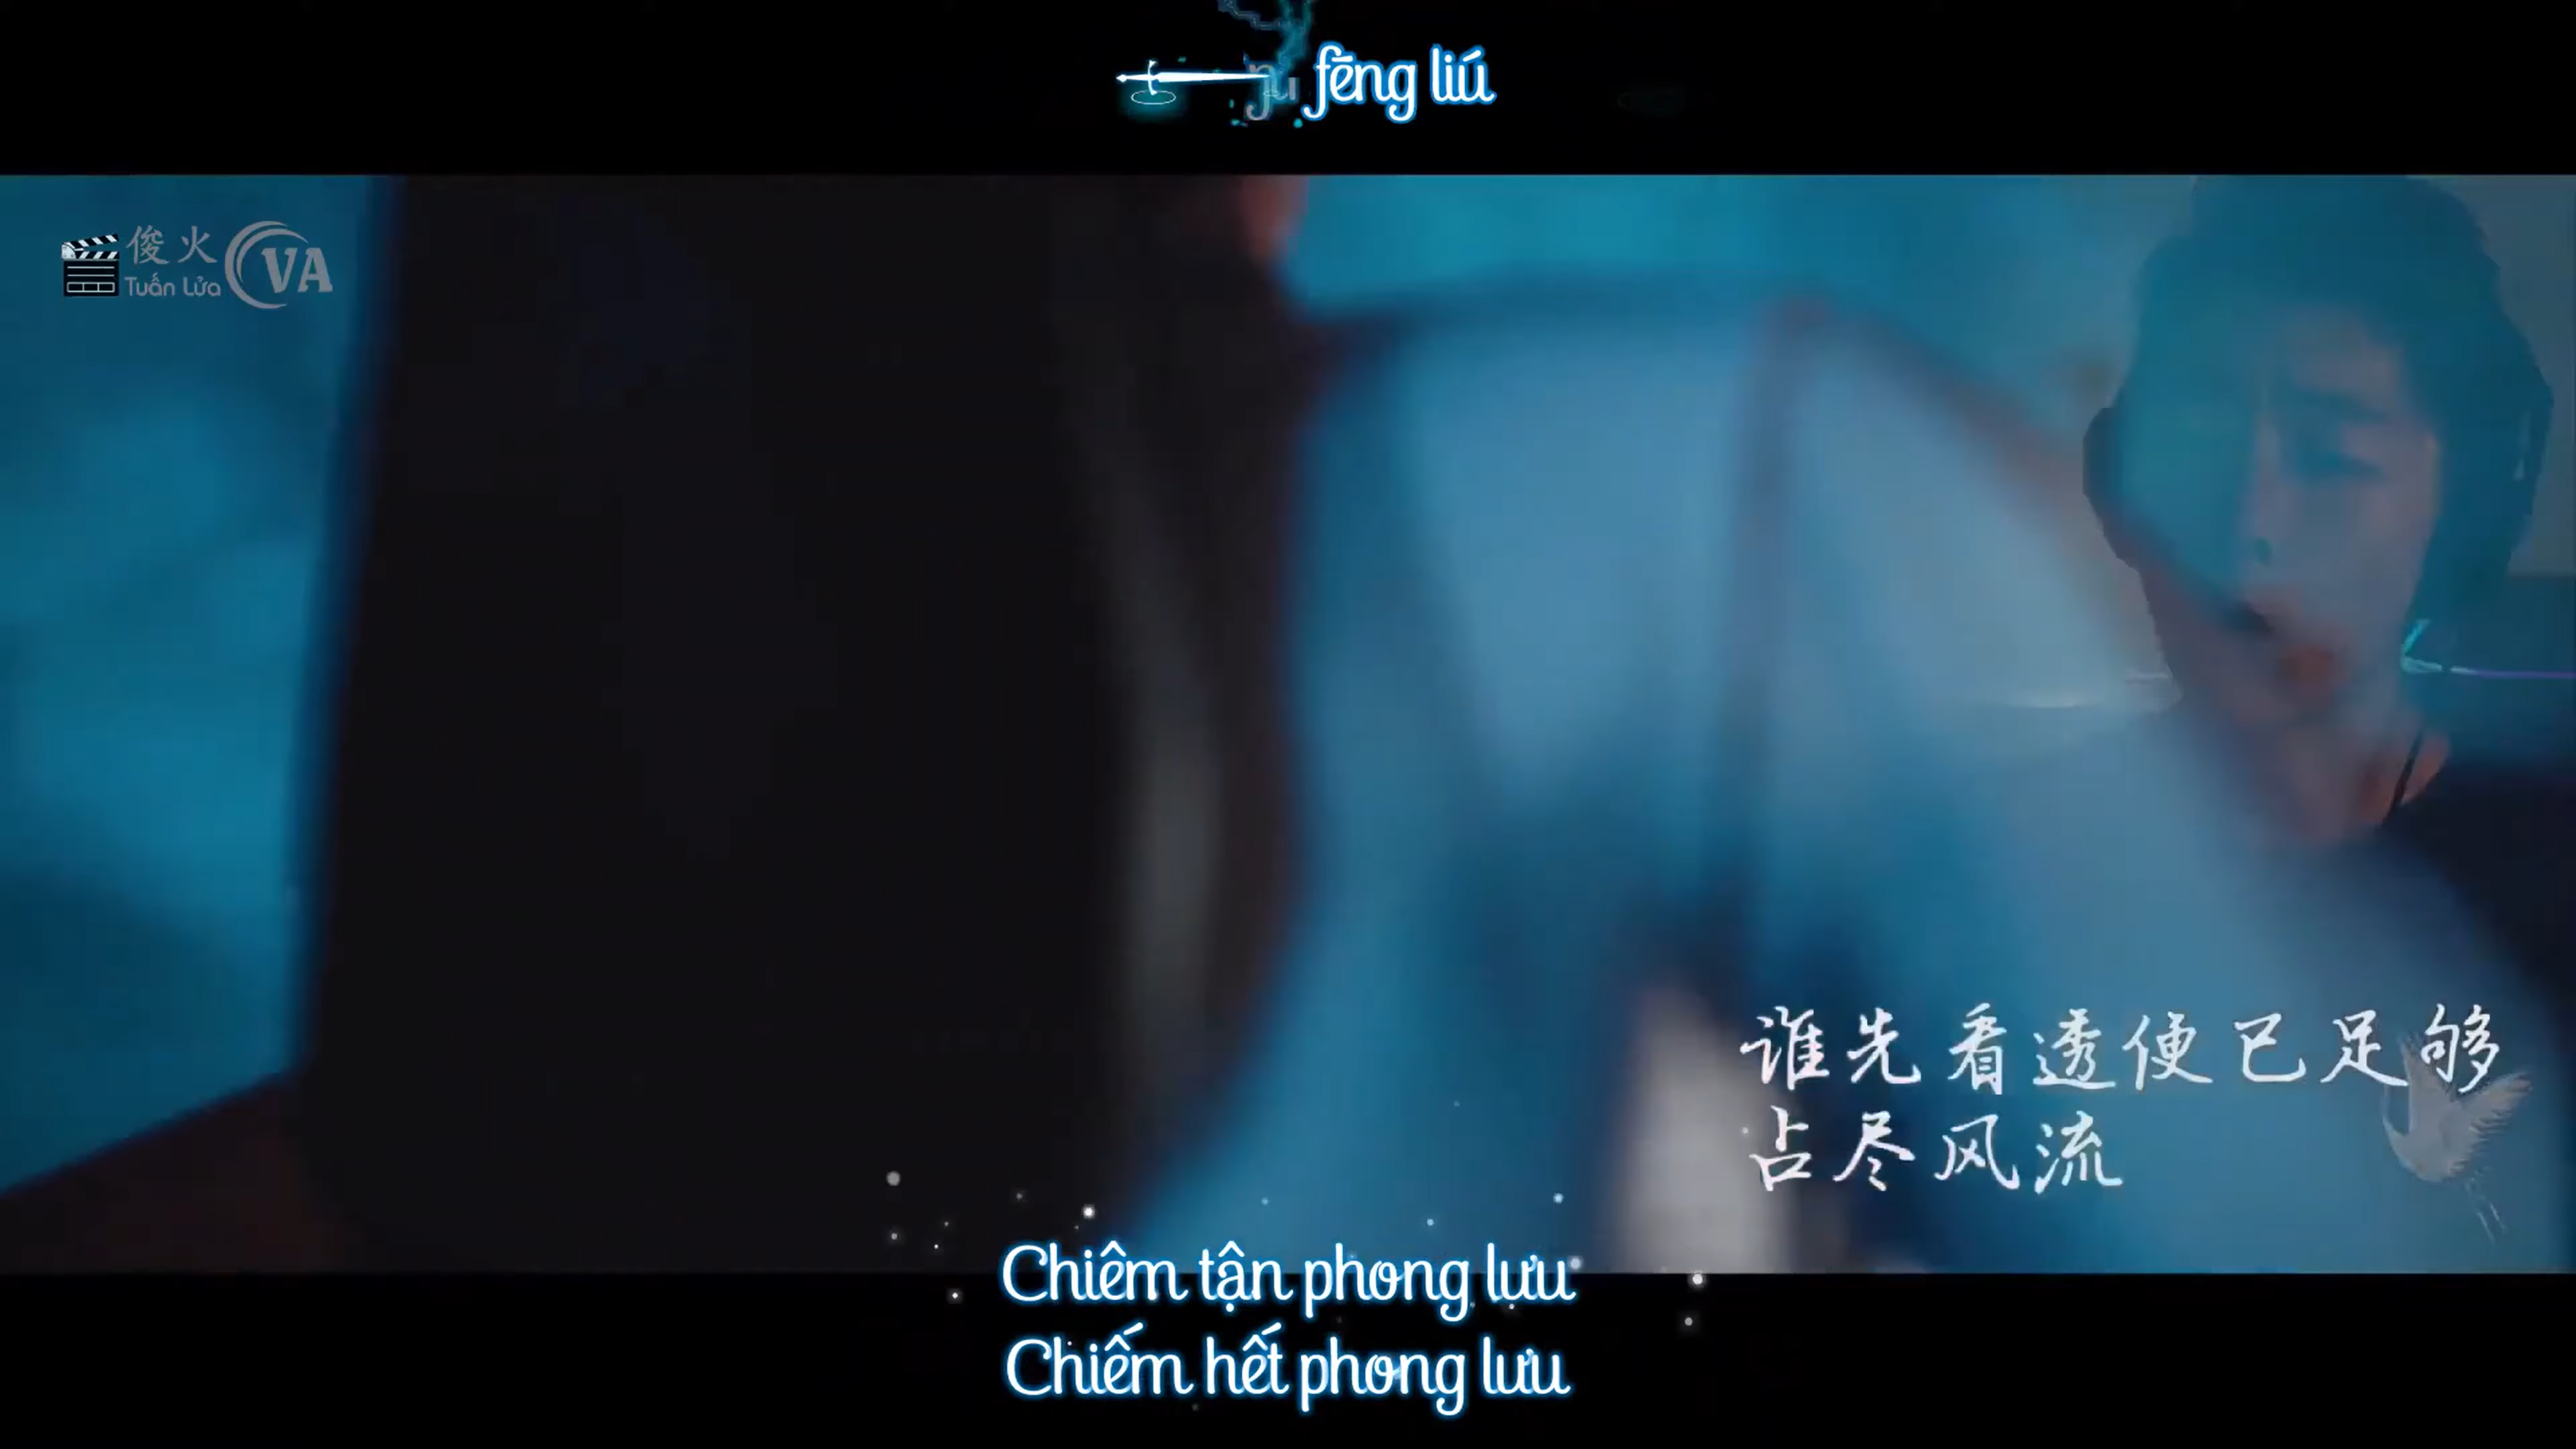 fēng liú
俊火
Tuấn Lửa
VA
谁先看透便已足够
占尽风流
Chiêm tận phong lưu
Chiếm hết phong lưu